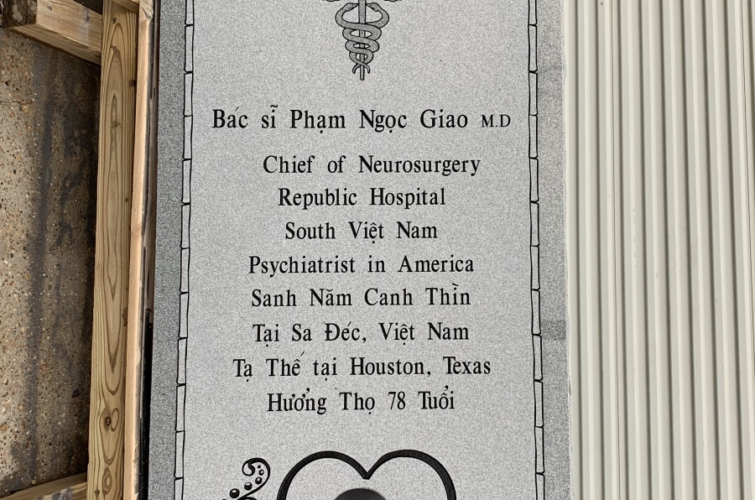 Bác sĩ Phạm Ngọc Giao M.D
Chief of Neurosurgery
Republic Hospital
South Việt Nam
Psychiatrist in America
Sanh Năm Canh Thìn
Tại Sa Đéc, Việt Nam
Tạ Thế tại Houston, Texas
Hưởng Thọ 78 Tuổi